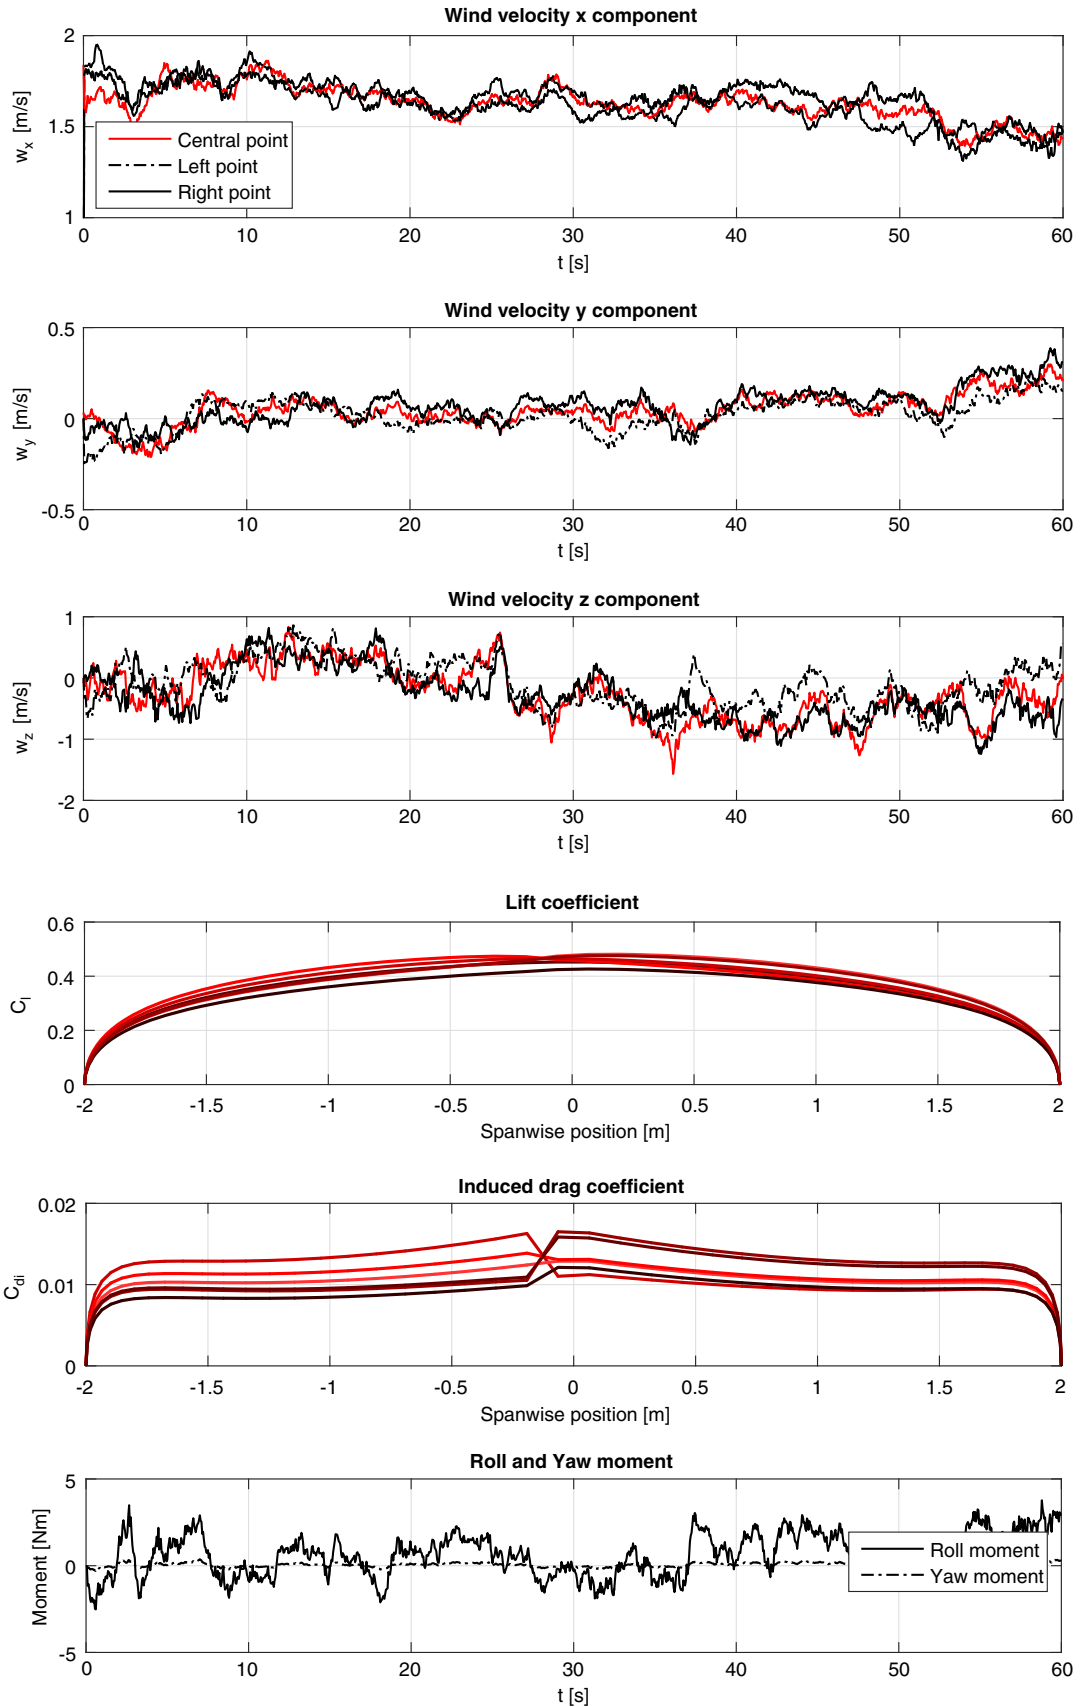 Wind velocity x component
2
1.5
1
w_x [m/s]
Central point
Left point
Right point
0 10 20 30 40 50 60
t [s]
Wind velocity y component
0.5
0
-0.5
w_y [m/s]
0 10 20 30 40 50 60
t [s]
Wind velocity z component
1
0
-1
-2
w_z [m/s]
0 10 20 30 40 50 60
t [s]
Lift coefficient
0.6
0.4
0.2
0
C_l
-2 -1.5 -1 -0.5 0 0.5 1 1.5 2
Spanwise position [m]
Induced drag coefficient
0.02
0.01
0
C_di
-2 -1.5 -1 -0.5 0 0.5 1 1.5 2
Spanwise position [m]
Roll and Yaw moment
5
0
-5
Moment [Nm]
Roll moment
Yaw moment
0 10 20 30 40 50 60
t [s]